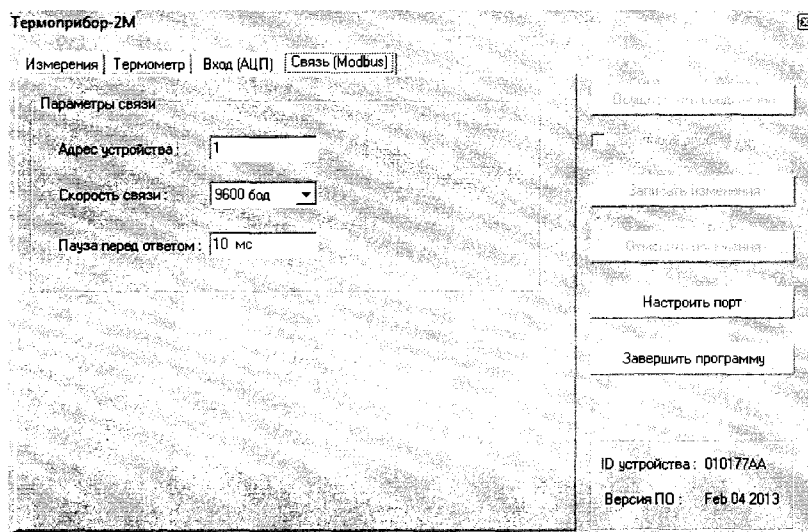 Термоприбор-2М
Измерения Термометр Вход (АЦП) Связь (Modbus)
Параметры связи
Адрес устройства : 1
Скорость связи : 9600 бод
Пауза перед ответом : 10 мс
Записать изменения
Настроить порт
Завершить программу
ID устройства : 010177AA
Версия ПО : Feb 04 2013